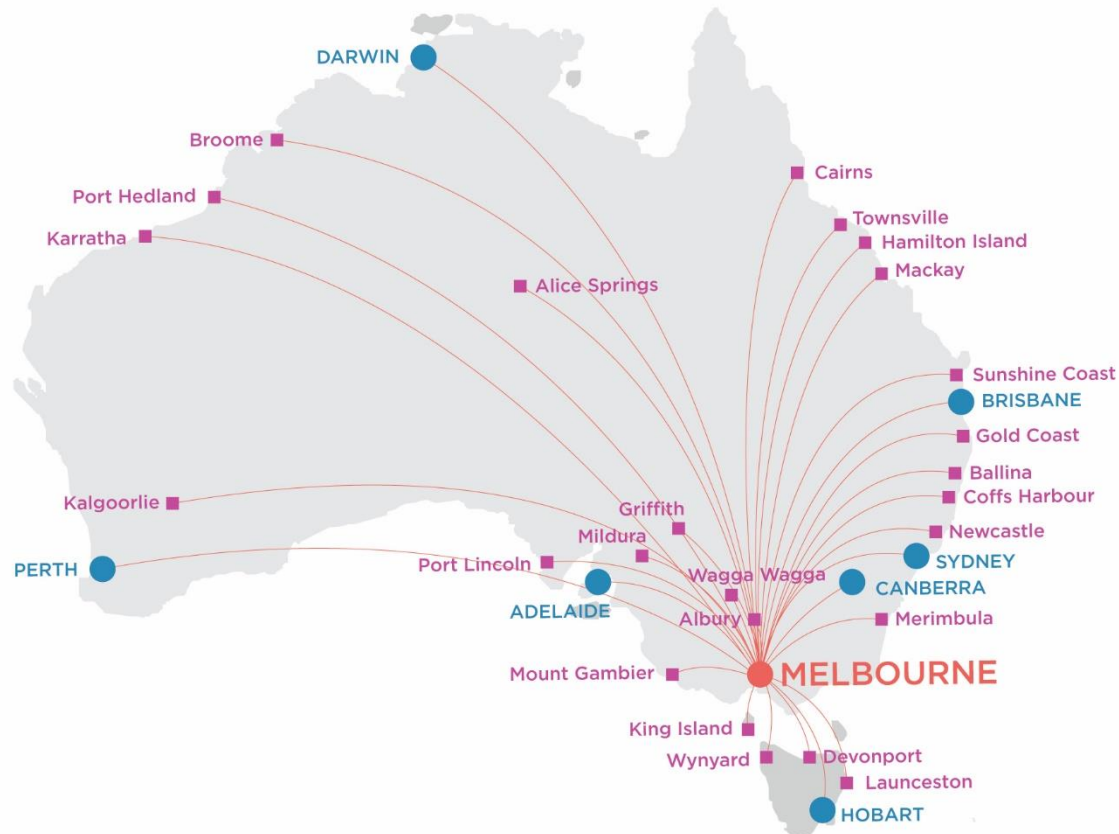 DARWIN
Broome
Cairns
Port Hedland
Townsville
Karratha
Hamilton Island
Mackay
Alice Springs
Sunshine Coast
BRISBANE
Gold Coast
Ballina
Kalgoorlie
Coffs Harbour
Griffith
Newcastle
Mildura
SYDNEY
Port Lincoln
PERTH
Wagga Wagga
CANBERRA
ADELAIDE
Albury
Merimbula
Mount Gambier
MELBOURNE
King Island
Wynyard
Devonport
Launceston
HOBART